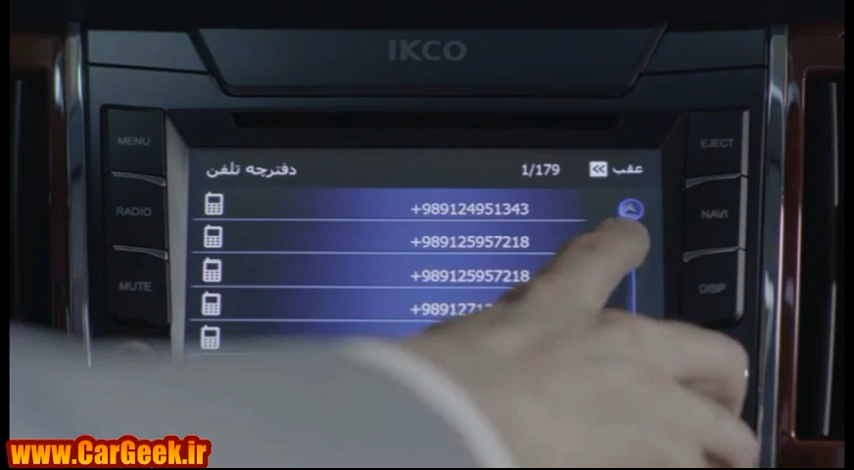 IKCO
MENU
EJECT
دفترچه تلفن
1/179
عقب
+989124951343
RADIO
NAVI
+989125957218
+989125957218
MUTE
DISP
www.CarGeek.ir